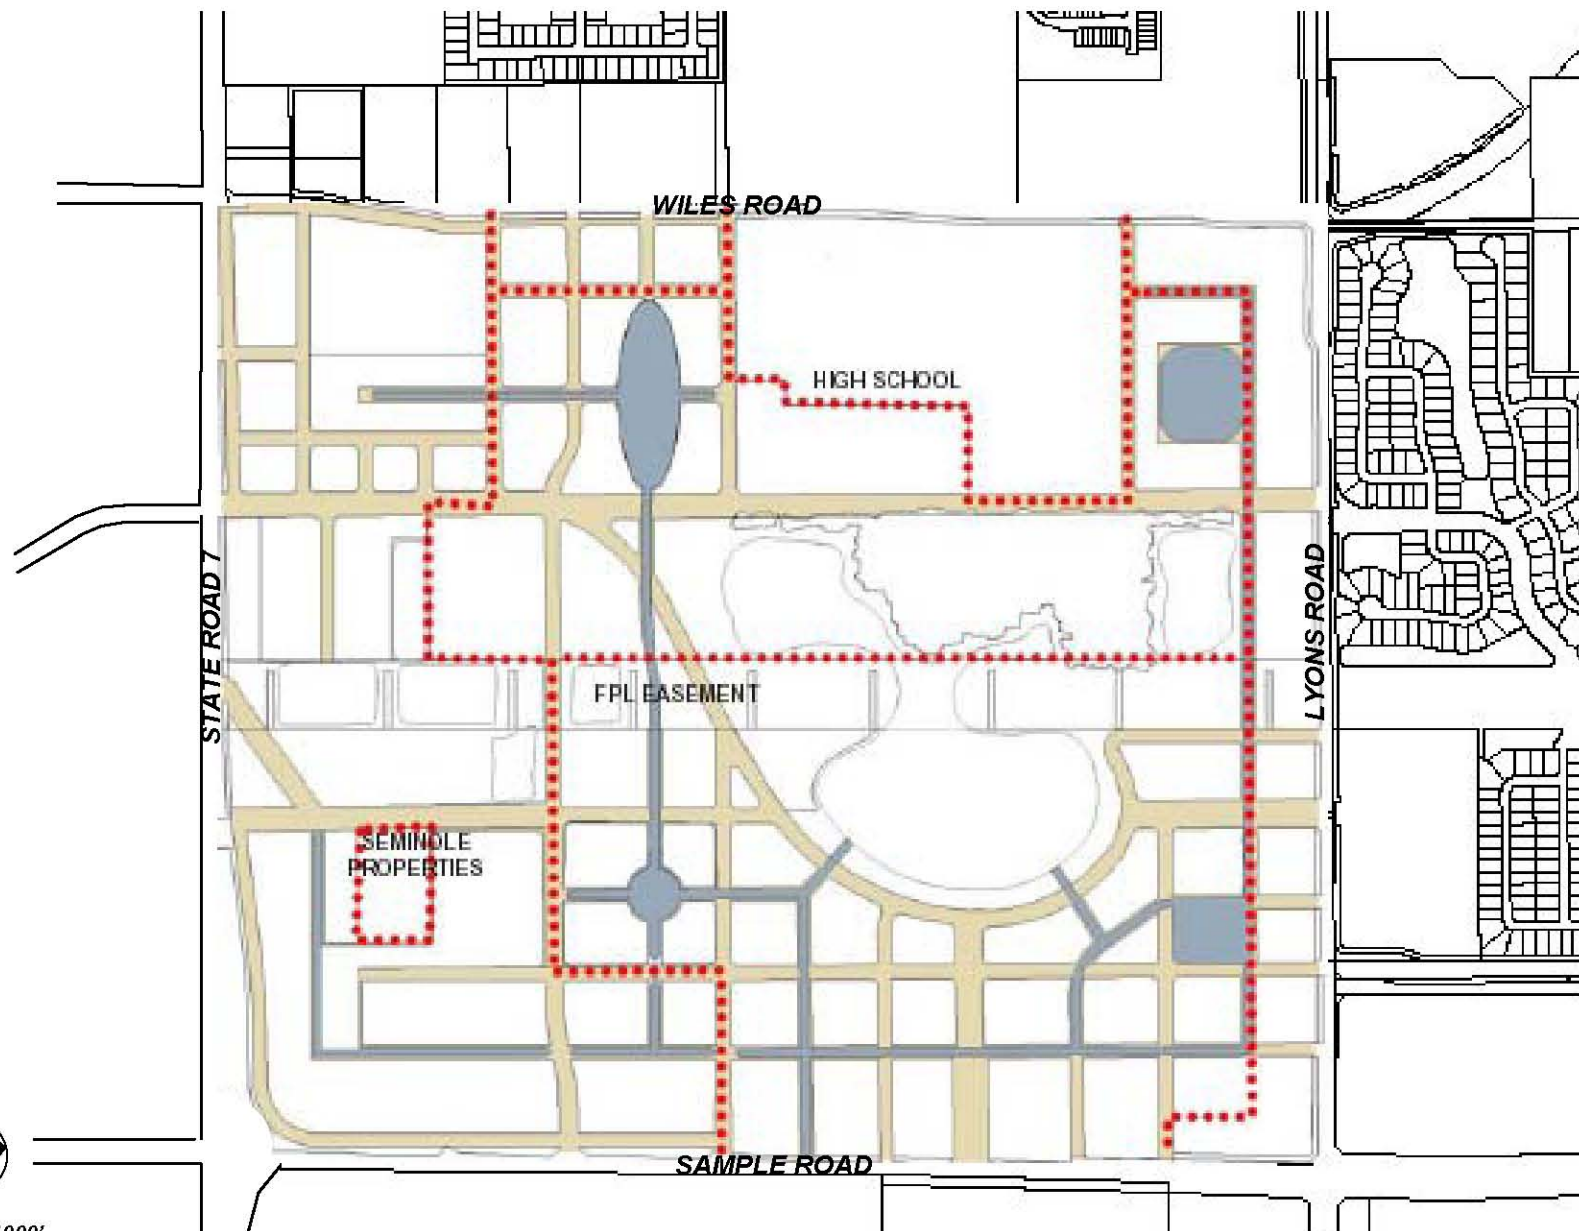 WILES ROAD
HIGH SCHOOL
STATE ROAD 7
LYONS ROAD
FPL EASEMENT
SEMINOLE
PROPERTIES
SAMPLE ROAD